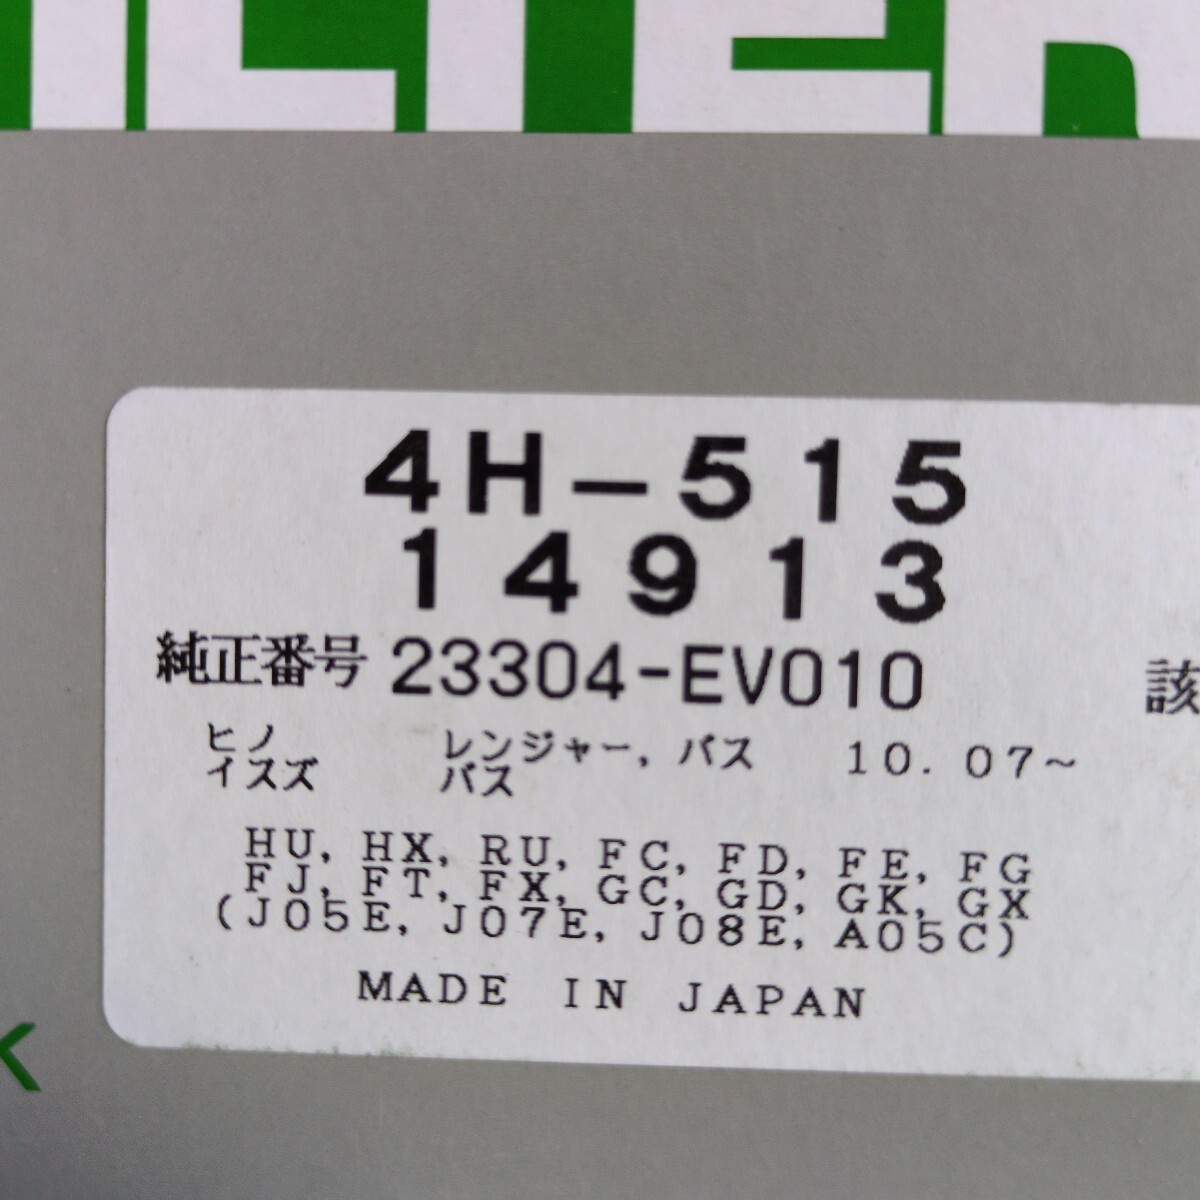 4H-515
14913
純正番号 23304-EV010
該
ヒノ レンジャー, バス 10. 07~
イスズ バス
HU, HX, RU, FC, FD, FE, FG
FJ, FT, FX, GC, GD, GK, GX
(J05E, J07E, J08E, A05C)
MADE IN JAPAN
K